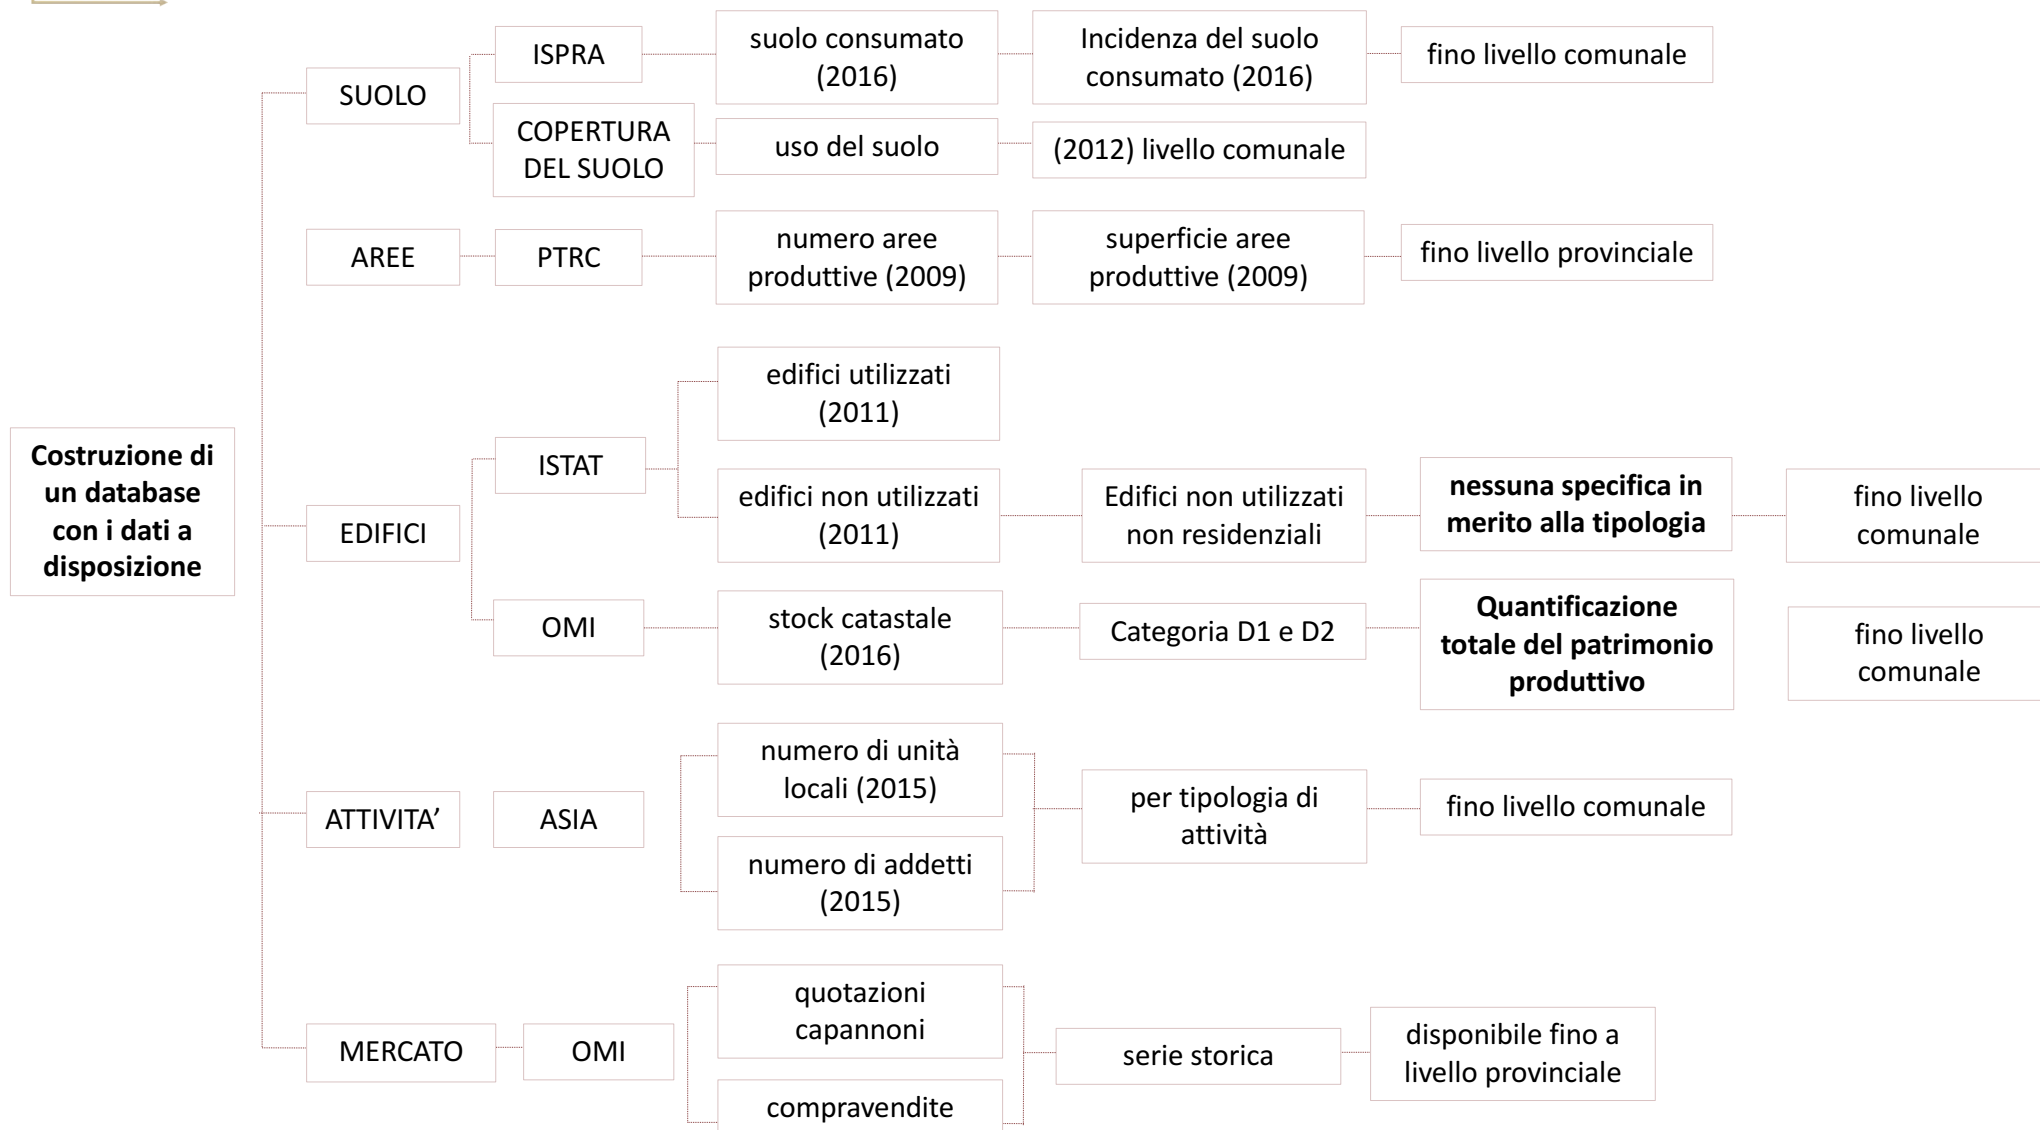 Costruzione di
un database
con i dati a
disposizione
SUOLO
ISPRA
suolo consumato
(2016)
Incidenza del suolo
consumato (2016)
fino livello comunale
COPERTURA
DEL SUOLO
uso del suolo
(2012) livello comunale
AREE
PTRC
numero aree
produttive (2009)
superficie aree
produttive (2009)
fino livello provinciale
EDIFICI
ISTAT
edifici utilizzati
(2011)
edifici non utilizzati
(2011)
Edifici non utilizzati
non residenziali
nessuna specifica in
merito alla tipologia
fino livello
comunale
OMI
stock catastale
(2016)
Categoria D1 e D2
Quantificazione
totale del patrimonio
produttivo
fino livello
comunale
ATTIVITA’
ASIA
numero di unità
locali (2015)
numero di addetti
(2015)
per tipologia di
attività
fino livello comunale
MERCATO
OMI
quotazioni
capannoni
compravendite
serie storica
disponibile fino a
livello provinciale